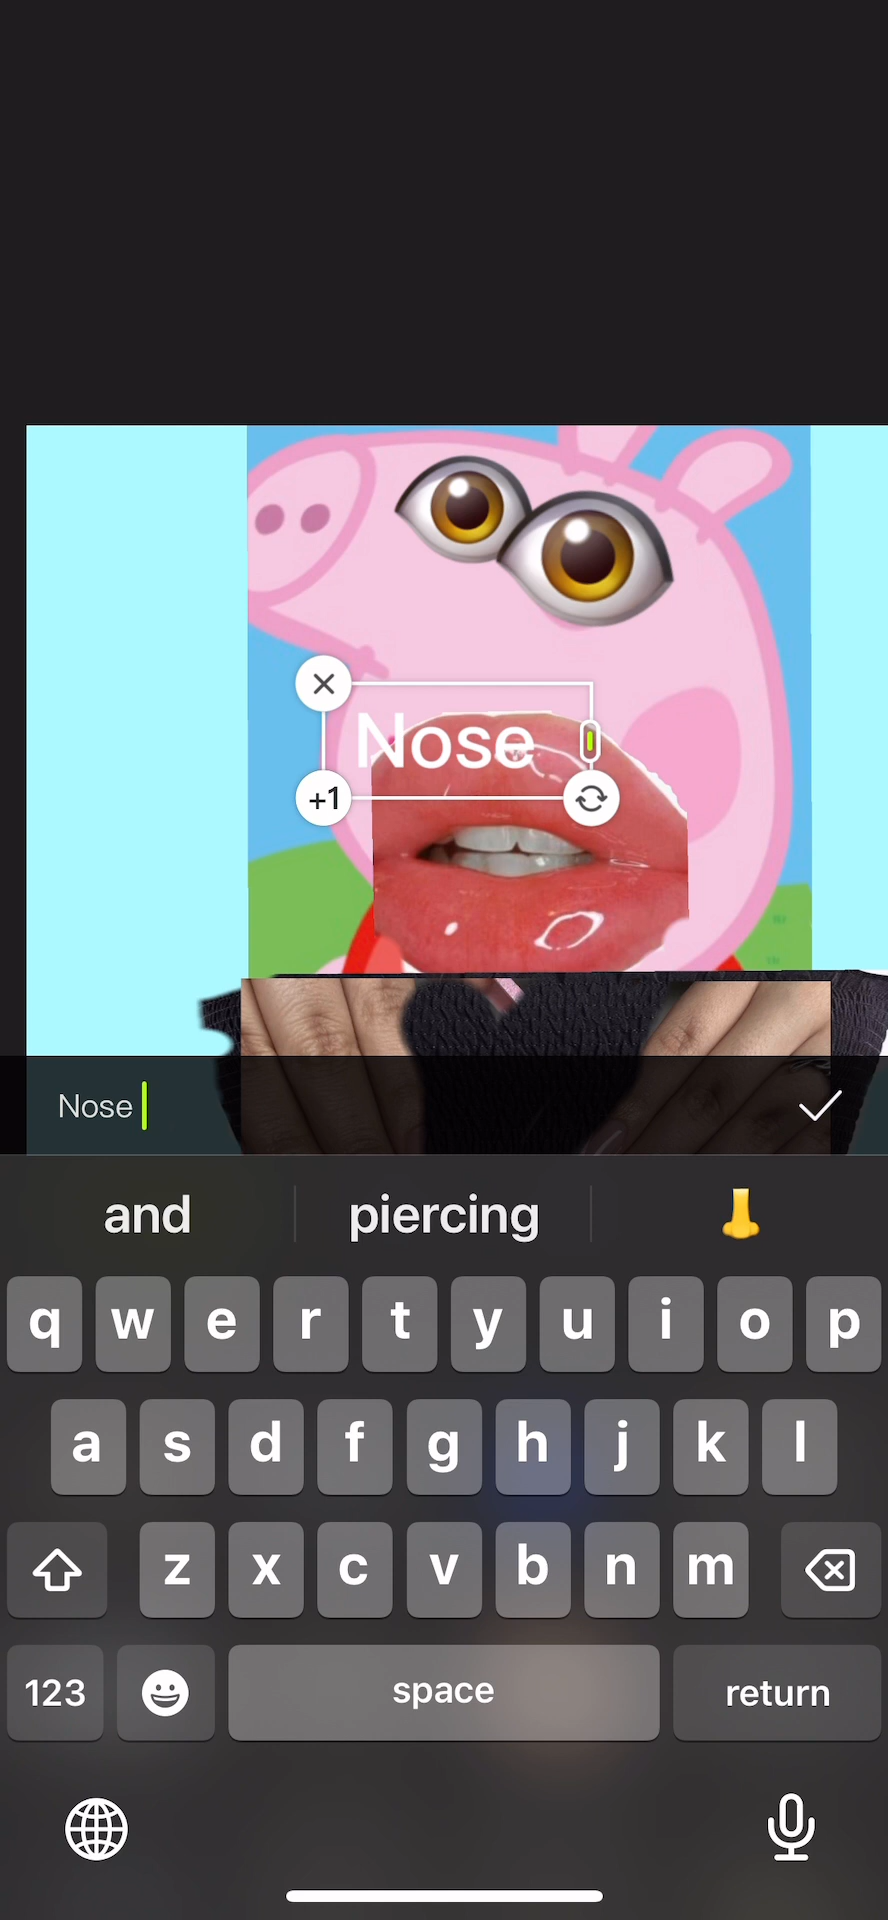 Nose
+1
Nose
and piercing
q w e r t y u i o p
a s d f g h j k l
z x c v b n m
123 space return